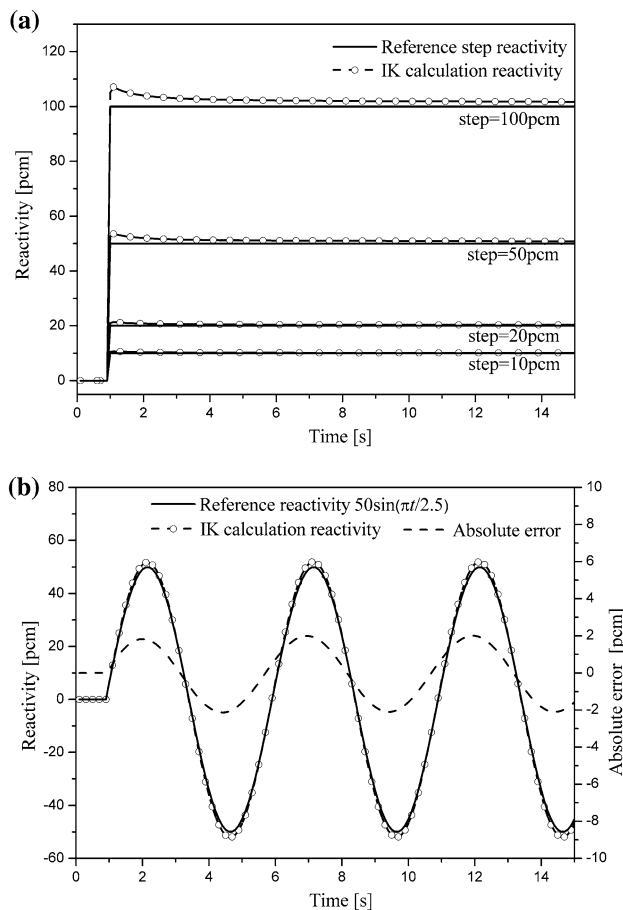 (a)
120
100
80
60
40
20
0
Reactivity [pcm]
Reference step reactivity
IK calculation reactivity
step=100pcm
step=50pcm
step=20pcm
step=10pcm
0 2 4 6 8 10 12 14
Time [s]
(b)
80
60
40
20
0
-20
-40
-60
Reactivity [pcm]
Reference reactivity 50sin(πt/2.5)
IK calculation reactivity Absolute error
10
8
6
4
2
0
-2
-4
-6
-8
-10
Absolute error [pcm]
0 2 4 6 8 10 12 14
Time [s]